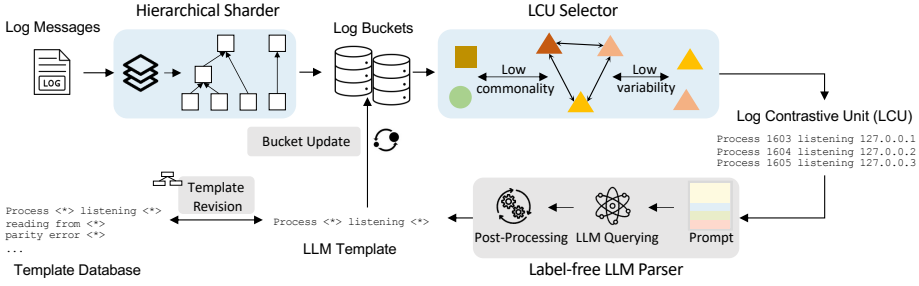 Hierarchical Sharder
LCU Selector
Log Messages
Log Buckets
LOG
Low
commonality
Low
variability
Bucket Update
Log Contrastive Unit (LCU)
Process 1603 listening 127.0.0.1
Process 1604 listening 127.0.0.2
Process 1605 listening 127.0.0.3
Template
Revision
Process <*> listening <*>
reading from <*>
parity error <*>
...
Template Database
Process <*> listening <*>
LLM Template
Post-Processing
LLM Querying
Prompt
Label-free LLM Parser